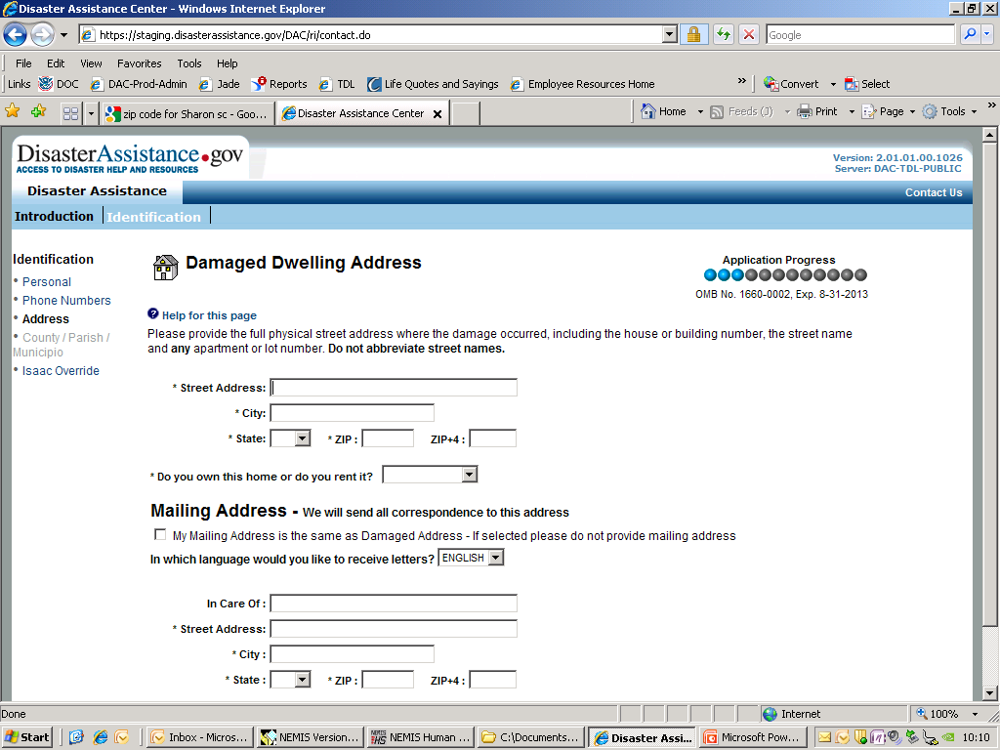 Disaster Assistance Center - Windows Internet Explorer
https://staging.disasterassistance.gov/DAC/ri/contact.do
Google
File Edit View Favorites Tools Help
Links DOC DAC-Prod-Admin Jade Reports TDL Life Quotes and Sayings Employee Resources Home » Convert Select
zip code for Sharon sc - Goo... Disaster Assistance Center Home Feeds (J) Print Page Tools »
DisasterAssistance.gov
ACCESS TO DISASTER HELP AND RESOURCES
Version: 2.01.01.00.1026
Server: DAC-TDL-PUBLIC
Disaster Assistance
Contact Us
Introduction Identification
Identification
• Personal
• Phone Numbers
• Address
• County / Parish /
Municipio
• Isaac Override
Damaged Dwelling Address
Application Progress
OMB No. 1660-0002, Exp. 8-31-2013
? Help for this page
Please provide the full physical street address where the damage occurred, including the house or building number, the street name
and any apartment or lot number. Do not abbreviate street names.
* Street Address:
* City:
* State: * ZIP : ZIP+4 :
* Do you own this home or do you rent it?
Mailing Address - We will send all correspondence to this address
My Mailing Address is the same as Damaged Address - If selected please do not provide mailing address
In which language would you like to receive letters? ENGLISH
In Care Of :
* Street Address:
* City :
* State : * ZIP : ZIP+4 :
Done Internet 100%
Start Inbox - Micros... NEMIS Version... NEMIS Human ... C:\Documents... Disaster Assi... Microsoft Pow... 10:10